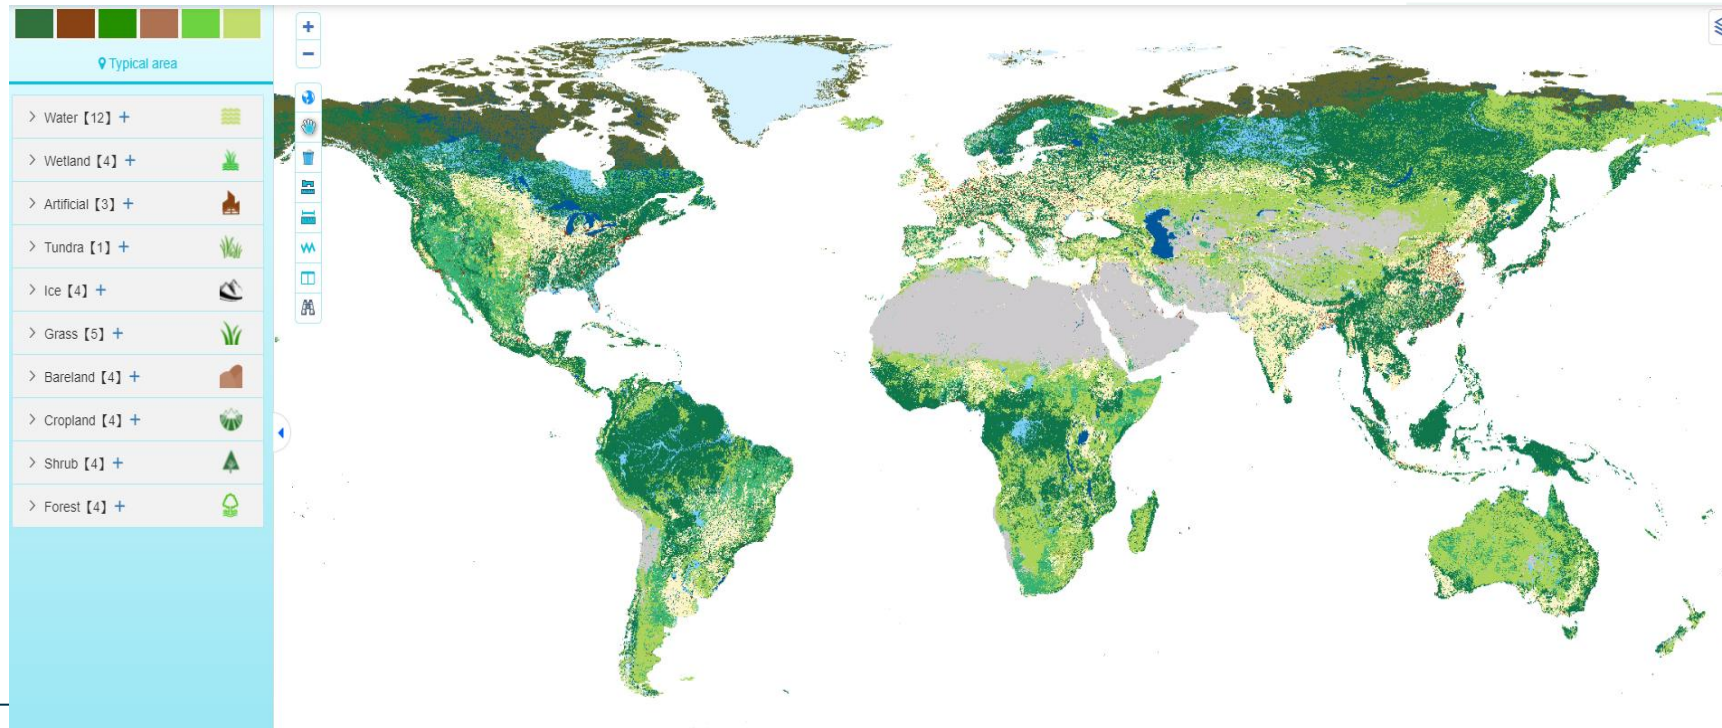 Typical area
Water【12】+
Wetland【4】+
Artificial【3】+
Tundra【1】+
Ice【4】+
Grass【5】+
Bareland【4】+
Cropland【4】+
Shrub【4】+
Forest【4】+